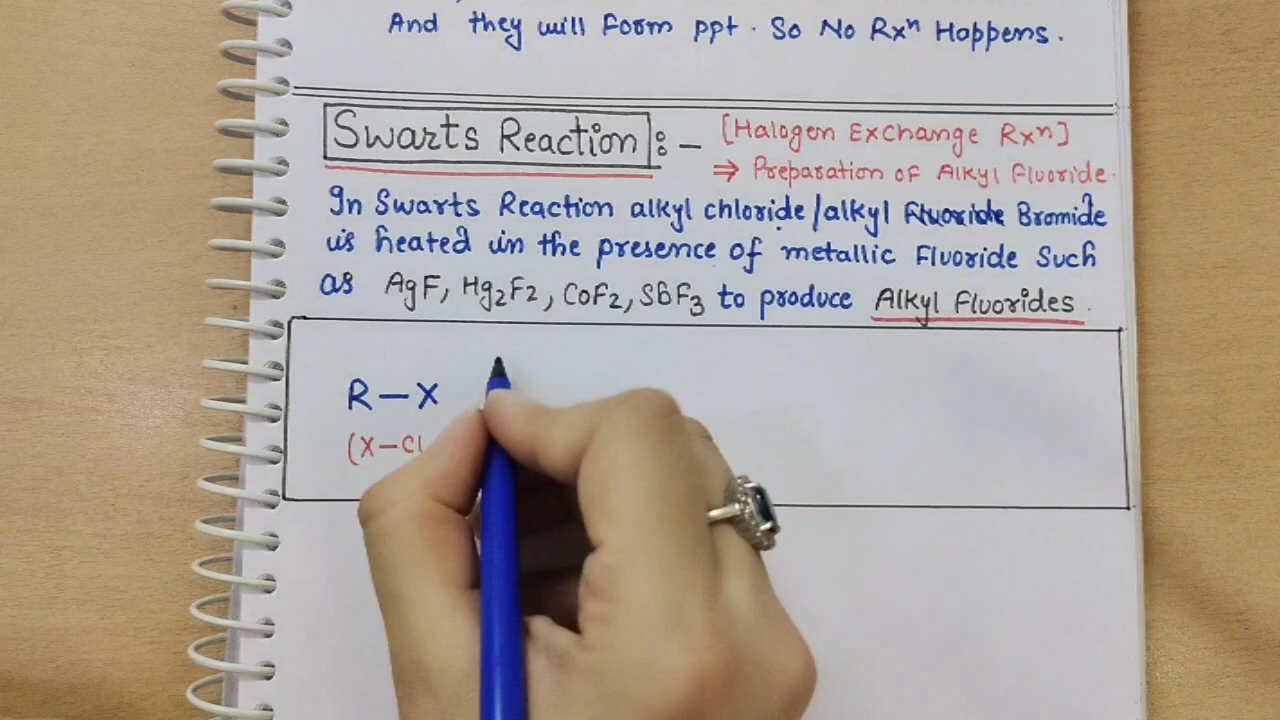 And they will Form ppt. So No Rxⁿ Happens.
Swarts Reaction :- [Halogen Exchange Rxⁿ]
⇒ Preparation of Alkyl Fluoride.
In Swarts Reaction alkyl chloride/alkyl Bromide
is heated in the presence of metallic Fluoride Such
as AgF, Hg₂F₂, CoF₂, SbF₃ to produce Alkyl Fluorides.
R—X
(X—Cl